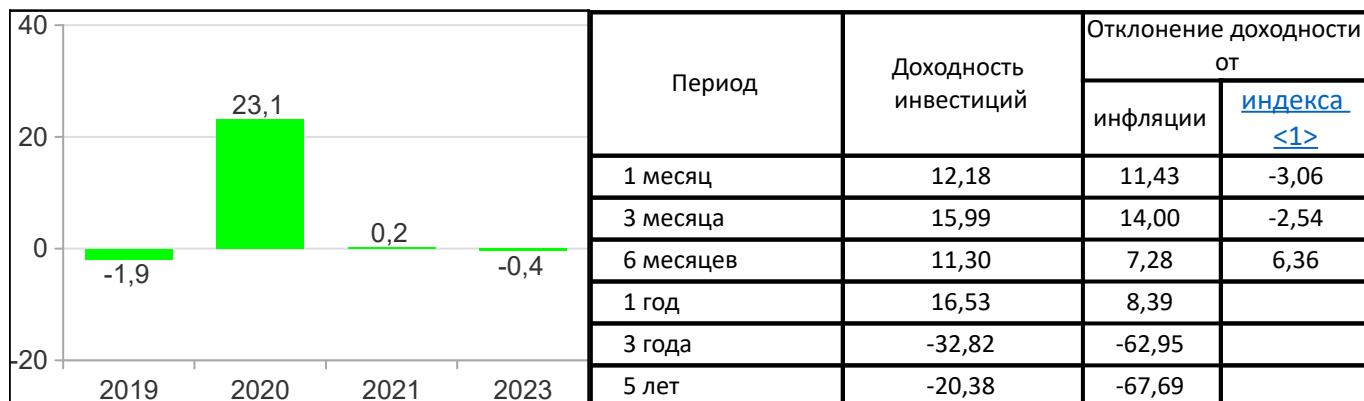 40
20
0
-20
23,1
0,2
-1,9
-0,4
2019 2020 2021 2023
Период
Доходность
инвестиций
Отклонение доходности
от
инфляции
индекса
<1>
1 месяц 12,18 11,43 -3,06
3 месяца 15,99 14,00 -2,54
6 месяцев 11,30 7,28 6,36
1 год 16,53 8,39
3 года -32,82 -62,95
5 лет -20,38 -67,69